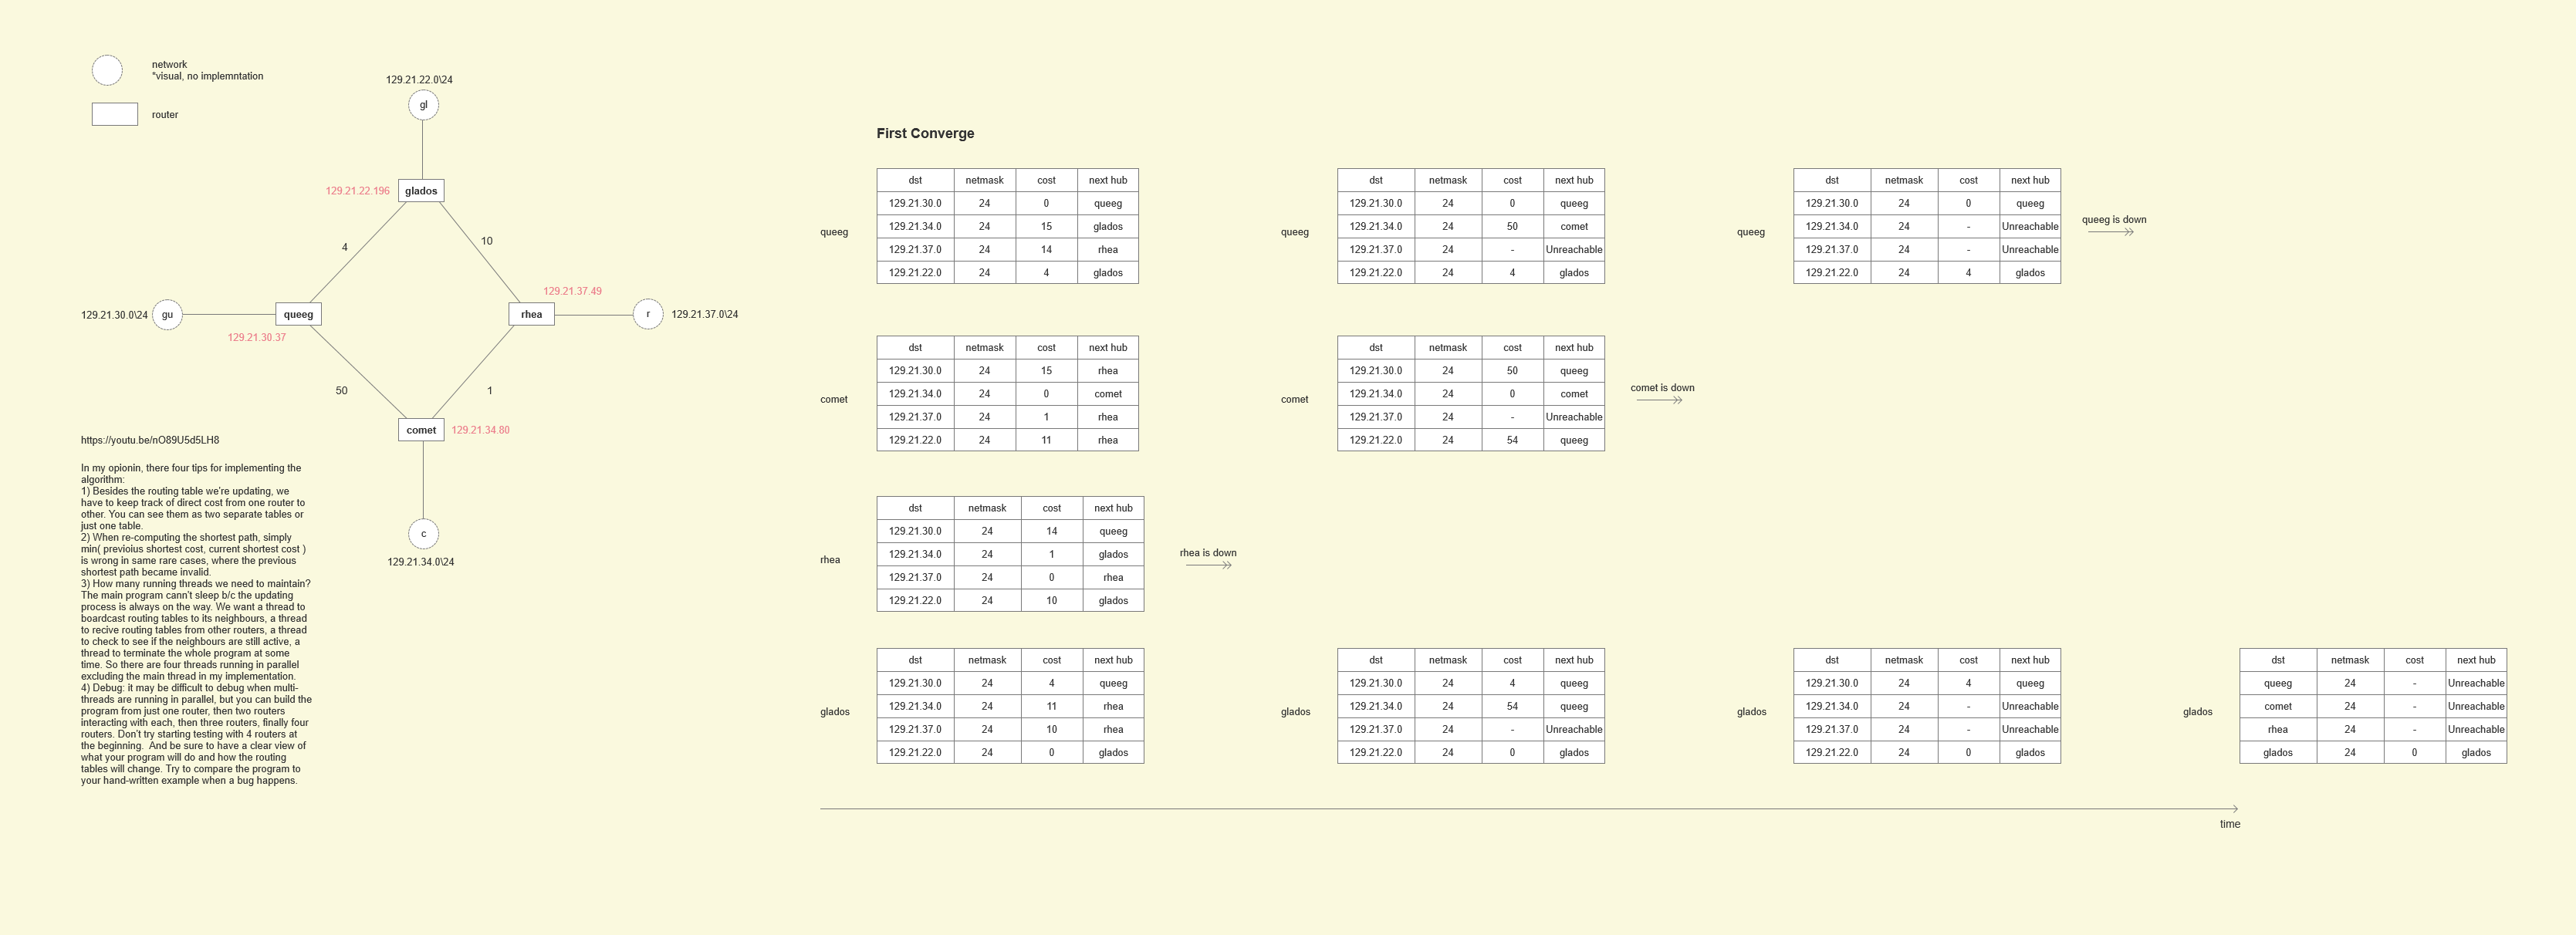 network
*visual, no implemntation
router
129.21.22.0\24
gl
129.21.22.196
glados
4
10
129.21.37.49
129.21.30.0\24
gu
queeg
rhea
r
129.21.37.0\24
129.21.30.37
50
1
comet
129.21.34.80
c
129.21.34.0\24
https://youtu.be/nO89U5d5LH8
In my opionin, there four tips for implementing the
algorithm:
1) Besides the routing table we're updating, we
have to keep track of direct cost from one router to
other. You can see them as two separate tables or
just one table.
2) When re-computing the shortest path, simply
min( previoius shortest cost, current shortest cost )
is wrong in same rare cases, where the previous
shortest path became invalid.
3) How many running threads we need to maintain?
The main program cann't sleep b/c the updating
process is always on the way. We want a thread to
boardcast routing tables to its neighbours, a thread
to recive routing tables from other routers, a thread
to check to see if the neighbours are still active, a
thread to terminate the whole program at some
time. So there are four threads running in parallel
excluding the main thread in my implementation.
4) Debug: it may be difficult to debug when multi-
threads are running in parallel, but you can build the
program from just one router, then two routers
interacting with each, then three routers, finally four
routers. Don't try starting testing with 4 routers at
the beginning.  And be sure to have a clear view of
what your program will do and how the routing
tables will change. Try to compare the program to
your hand-written example when a bug happens.
First Converge
queeg
dst netmask cost next hub
129.21.30.0 24 0 queeg
129.21.34.0 24 15 glados
129.21.37.0 24 14 rhea
129.21.22.0 24 4 glados
queeg
dst netmask cost next hub
129.21.30.0 24 0 queeg
129.21.34.0 24 50 comet
129.21.37.0 24 - Unreachable
129.21.22.0 24 4 glados
queeg
dst netmask cost next hub
129.21.30.0 24 0 queeg
129.21.34.0 24 - Unreachable
129.21.37.0 24 - Unreachable
129.21.22.0 24 4 glados
queeg is down
comet
dst netmask cost next hub
129.21.30.0 24 15 rhea
129.21.34.0 24 0 comet
129.21.37.0 24 1 rhea
129.21.22.0 24 11 rhea
comet
dst netmask cost next hub
129.21.30.0 24 50 queeg
129.21.34.0 24 0 comet
129.21.37.0 24 - Unreachable
129.21.22.0 24 54 queeg
comet is down
rhea
dst netmask cost next hub
129.21.30.0 24 14 queeg
129.21.34.0 24 1 glados
129.21.37.0 24 0 rhea
129.21.22.0 24 10 glados
rhea is down
glados
dst netmask cost next hub
129.21.30.0 24 4 queeg
129.21.34.0 24 11 rhea
129.21.37.0 24 10 rhea
129.21.22.0 24 0 glados
glados
dst netmask cost next hub
129.21.30.0 24 4 queeg
129.21.34.0 24 54 queeg
129.21.37.0 24 - Unreachable
129.21.22.0 24 0 glados
glados
dst netmask cost next hub
129.21.30.0 24 4 queeg
129.21.34.0 24 - Unreachable
129.21.37.0 24 - Unreachable
129.21.22.0 24 0 glados
glados
dst netmask cost next hub
queeg 24 - Unreachable
comet 24 - Unreachable
rhea 24 - Unreachable
glados 24 0 glados
time